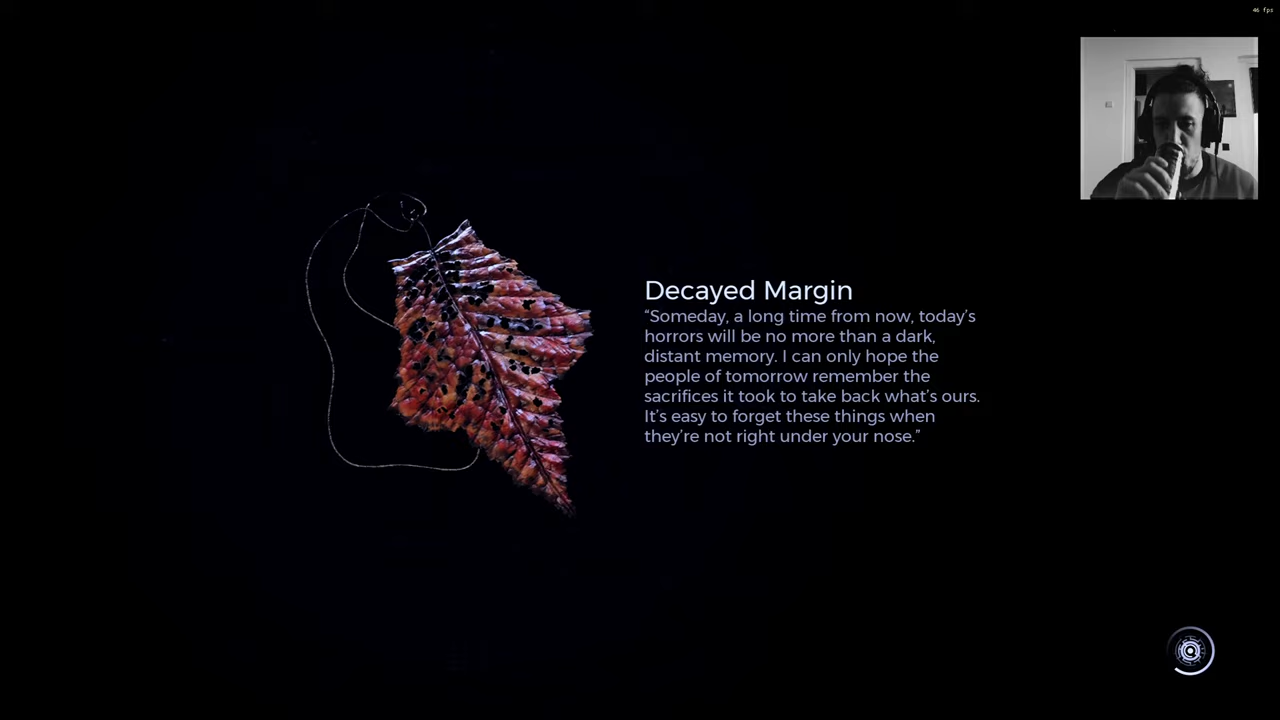 46 fps
Decayed Margin
“Someday, a long time from now, today’s
horrors will be no more than a dark,
distant memory. I can only hope the
people of tomorrow remember the
sacrifices it took to take back what’s ours.
It’s easy to forget these things when
they’re not right under your nose.”